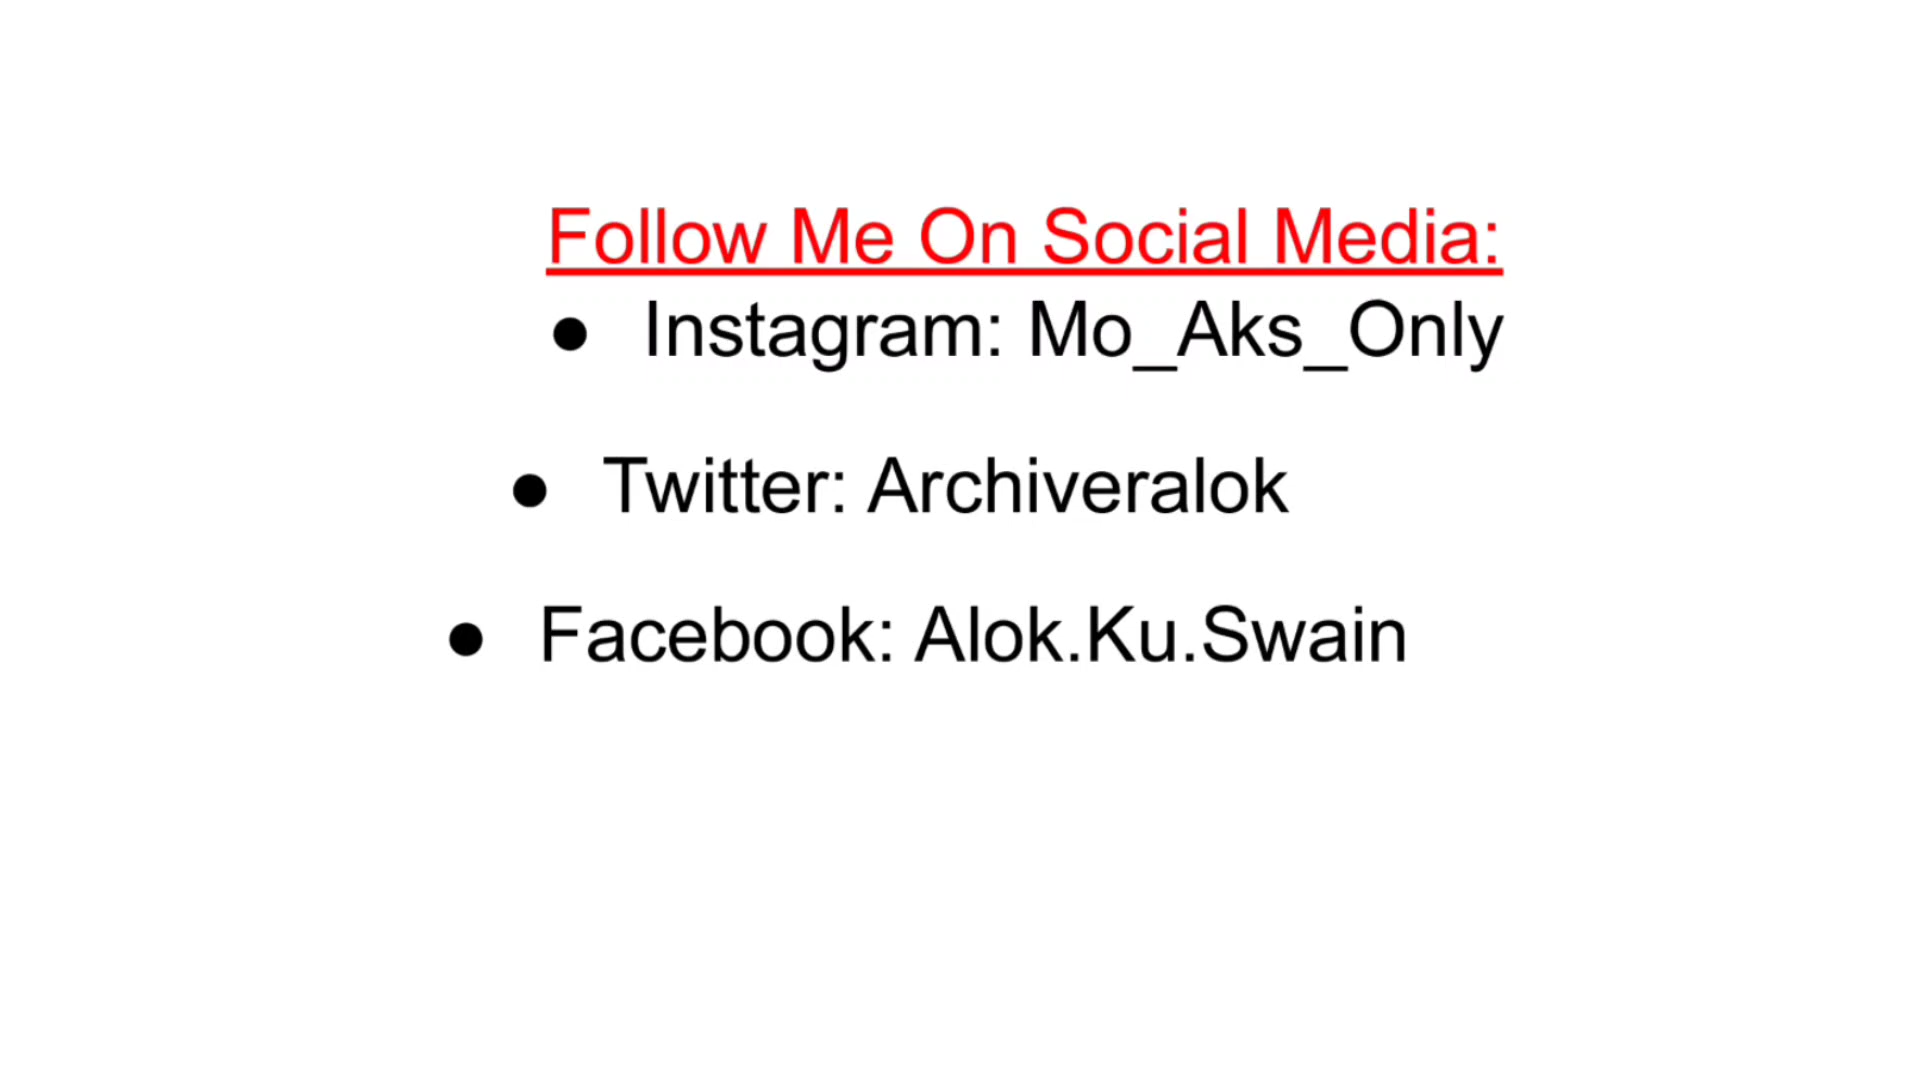 Follow Me On Social Media:
● Instagram: Mo_Aks_Only
● Twitter: Archiveralok
● Facebook: Alok.Ku.Swain